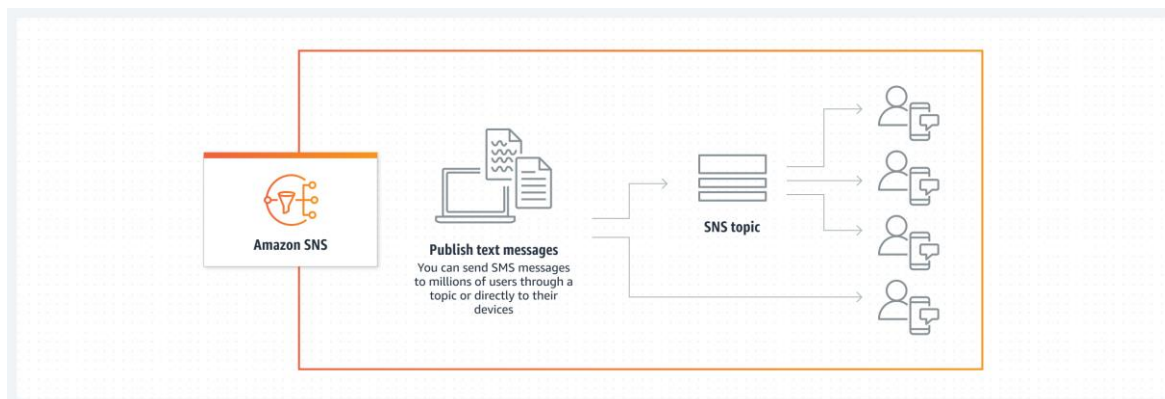 Amazon SNS
Publish text messages
You can send SMS messages
to millions of users through a
topic or directly to their
devices
SNS topic